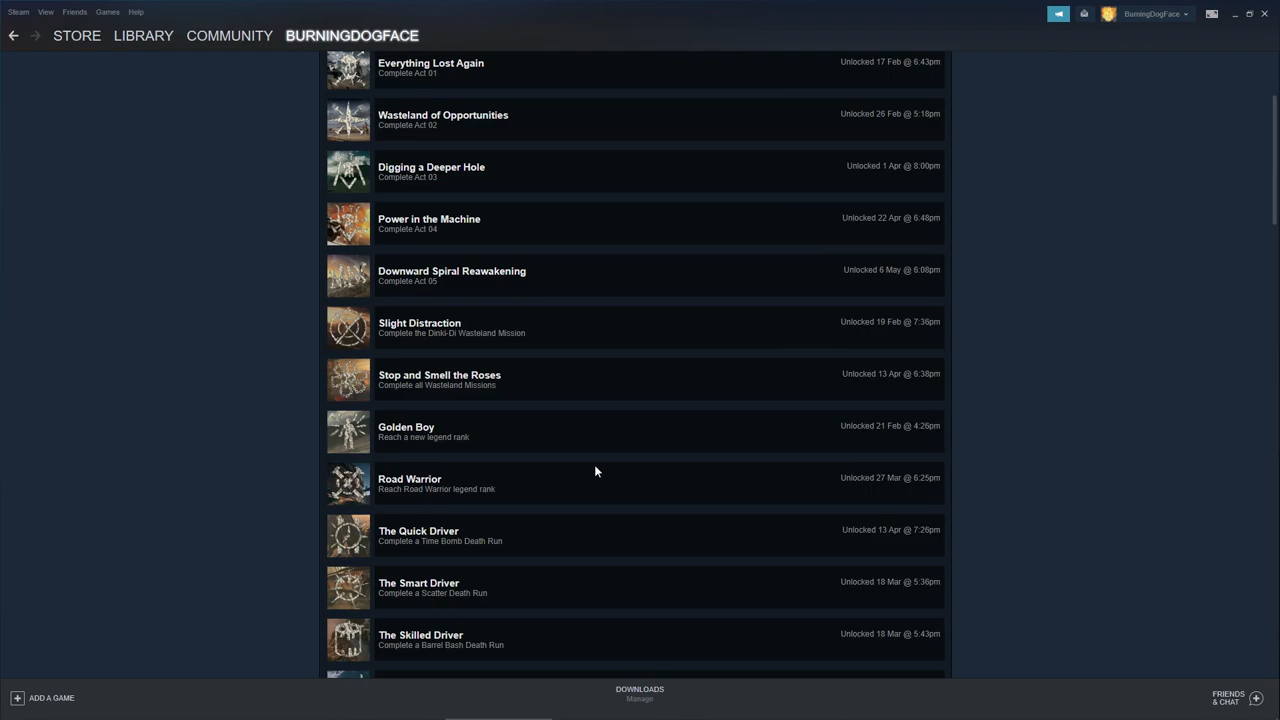 Steam View Friends Games Help
BurningDogFace
STORE LIBRARY COMMUNITY BURNINGDOGFACE
Everything Lost Again Unlocked 17 Feb @ 6:43pm
Complete Act 01
Wasteland of Opportunities Unlocked 26 Feb @ 5:18pm
Complete Act 02
Digging a Deeper Hole Unlocked 1 Apr @ 8:00pm
Complete Act 03
Power in the Machine Unlocked 22 Apr @ 6:48pm
Complete Act 04
Downward Spiral Reawakening Unlocked 6 May @ 6:08pm
Complete Act 05
Slight Distraction Unlocked 19 Feb @ 7:36pm
Complete the Dinki-Di Wasteland Mission
Stop and Smell the Roses Unlocked 13 Apr @ 6:38pm
Complete all Wasteland Missions
Golden Boy Unlocked 21 Feb @ 4:26pm
Reach a new legend rank
Road Warrior Unlocked 27 Mar @ 6:25pm
Reach Road Warrior legend rank
The Quick Driver Unlocked 13 Apr @ 7:26pm
Complete a Time Bomb Death Run
The Smart Driver Unlocked 18 Mar @ 5:36pm
Complete a Scatter Death Run
The Skilled Driver Unlocked 18 Mar @ 5:43pm
Complete a Barrel Bash Death Run
ADD A GAME
DOWNLOADS
Manage
FRIENDS
& CHAT